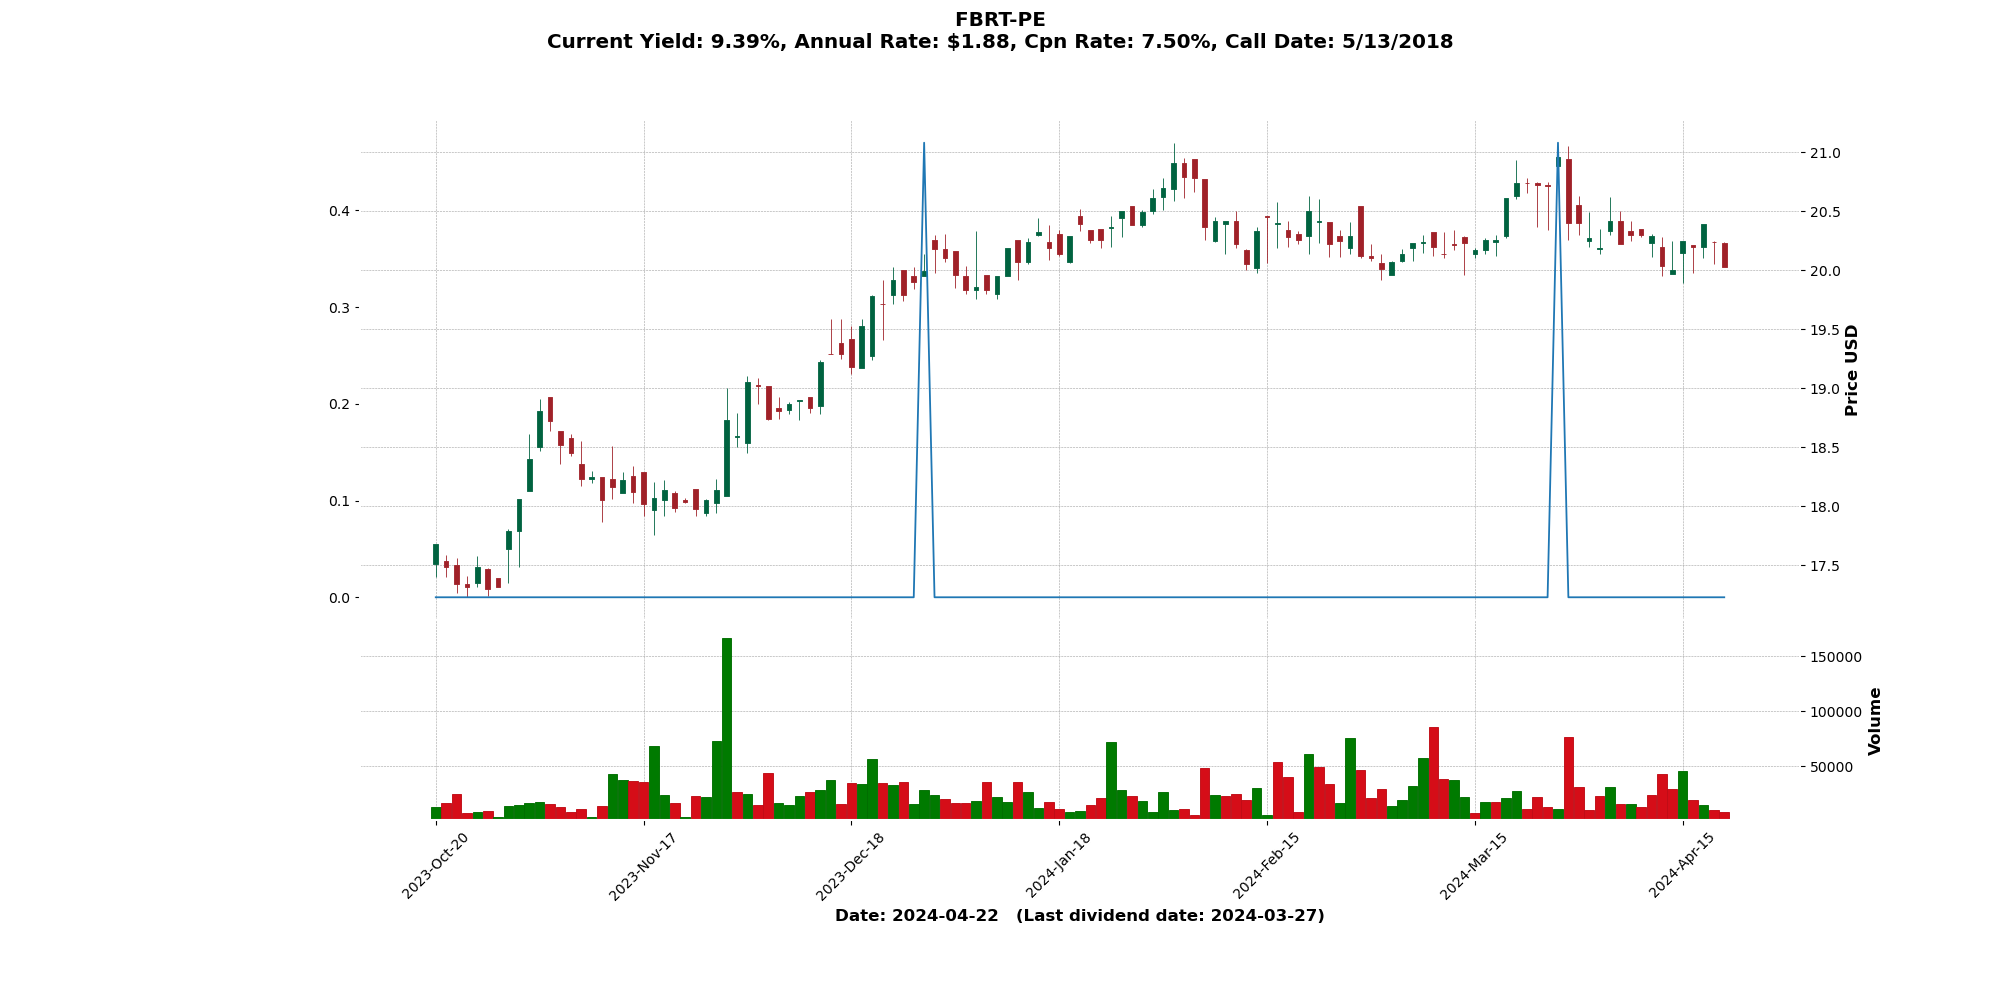 FBRT-PE
Current Yield: 9.39%, Annual Rate: $1.88, Cpn Rate: 7.50%, Call Date: 5/13/2018
0.4
0.3
0.2
0.1
0.0
21.0
20.5
20.0
19.5
19.0
18.5
18.0
17.5
Price USD
150000
100000
50000
Volume
2023-Oct-20
2023-Nov-17
2023-Dec-18
2024-Jan-18
2024-Feb-15
2024-Mar-15
2024-Apr-15
Date: 2024-04-22 (Last dividend date: 2024-03-27)